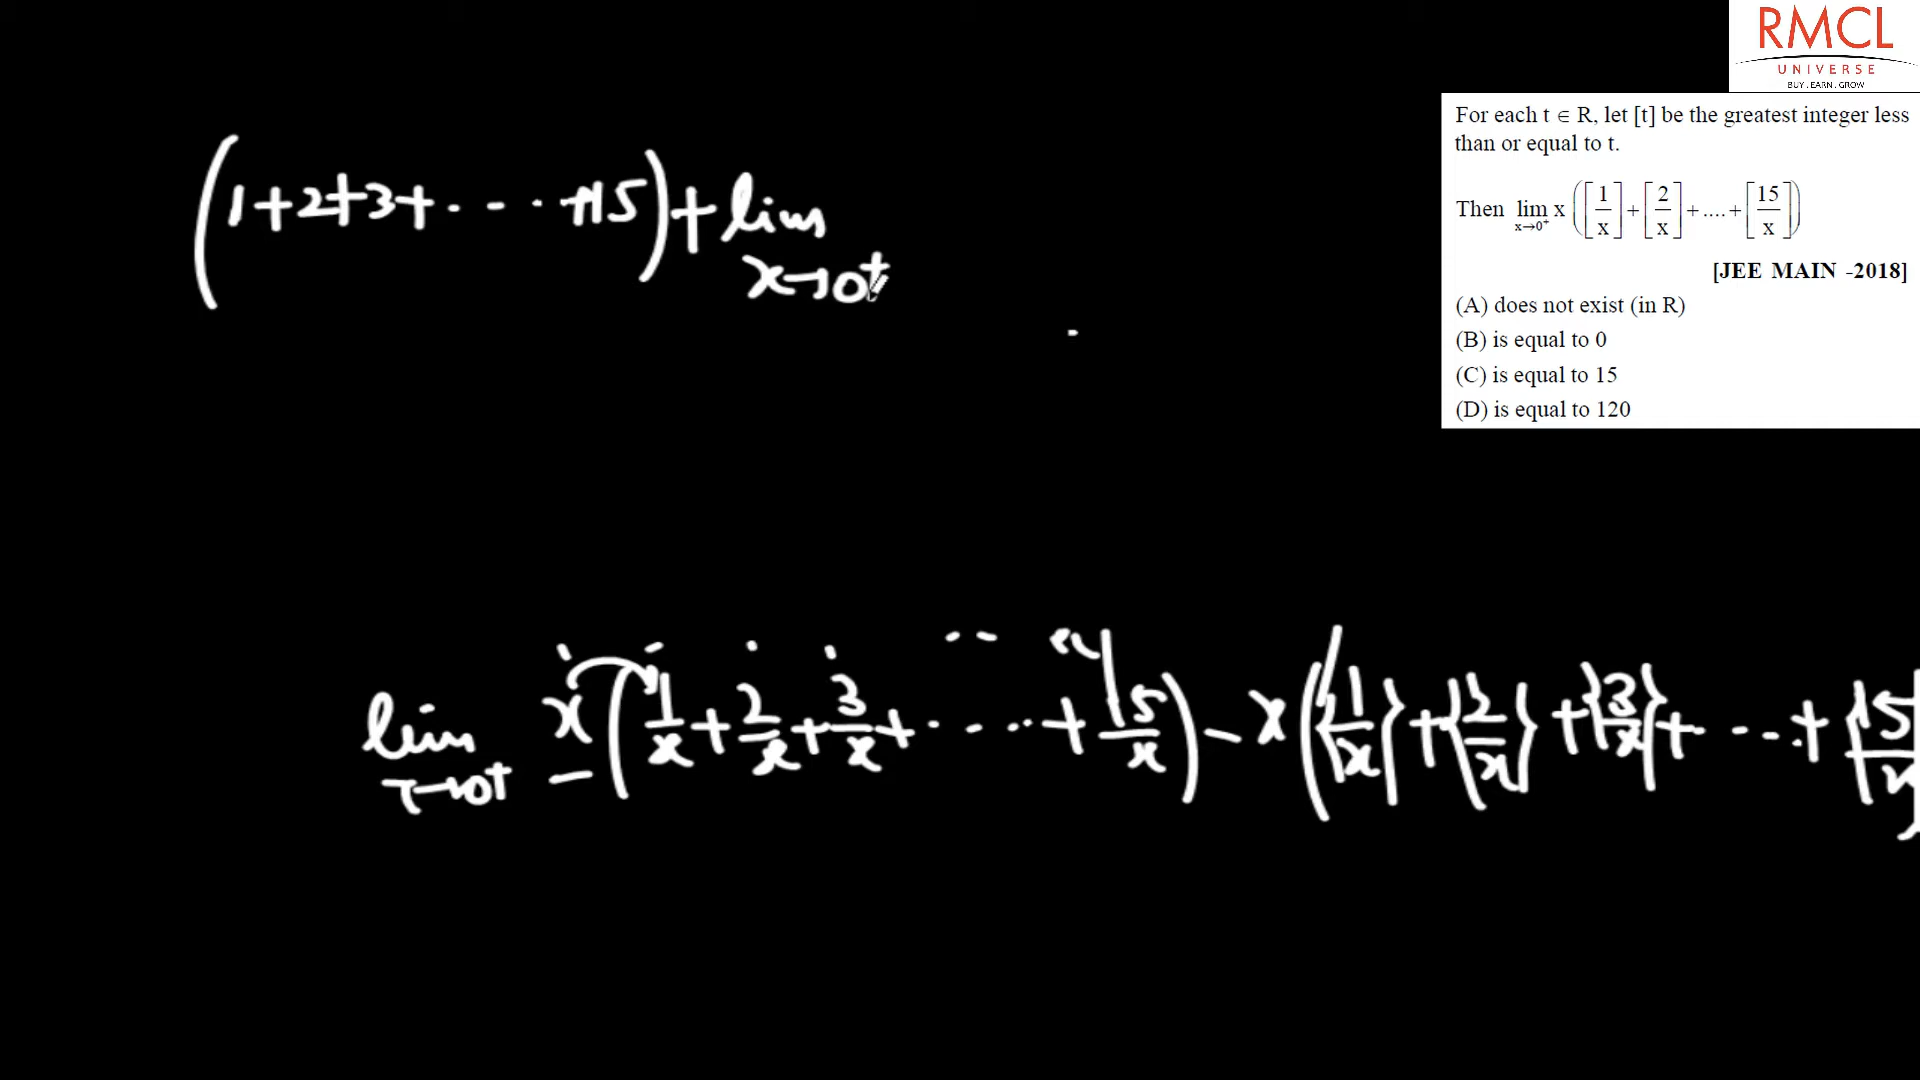 RMCL
UNIVERSE
BUY . EARN . GROW
For each t ∈ R, let [t] be the greatest integer less
than or equal to t.
Then lim x→0⁺ x ([1/x] + [2/x] + .... + [15/x])
[JEE MAIN -2018]
(A) does not exist (in R)
(B) is equal to 0
(C) is equal to 15
(D) is equal to 120
(1+2+3+.---+15) + lim x→0⁺
lim x→0⁺ x (1/x + 2/x + 3/x + ..... + 15/x) - x ({1/x} + {2/x} + {3/x} + ..... + {15/x}